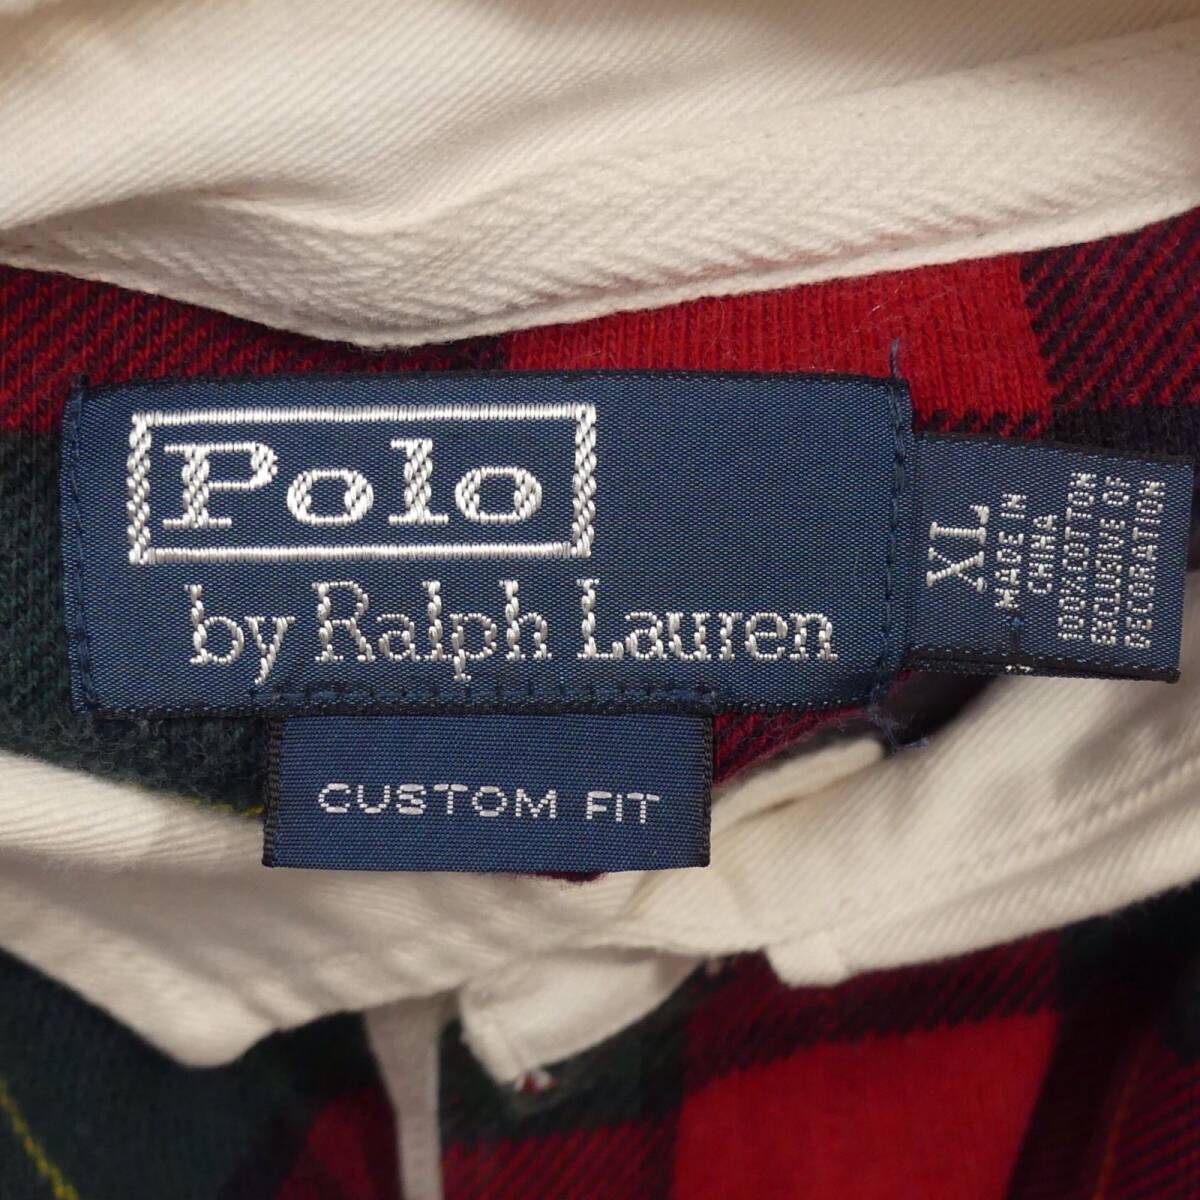 Polo
by Ralph Lauren
CUSTOM FIT
XL
MADE IN
CHINA
100% COTTON
EXCLUSIVE OF
DECORATION